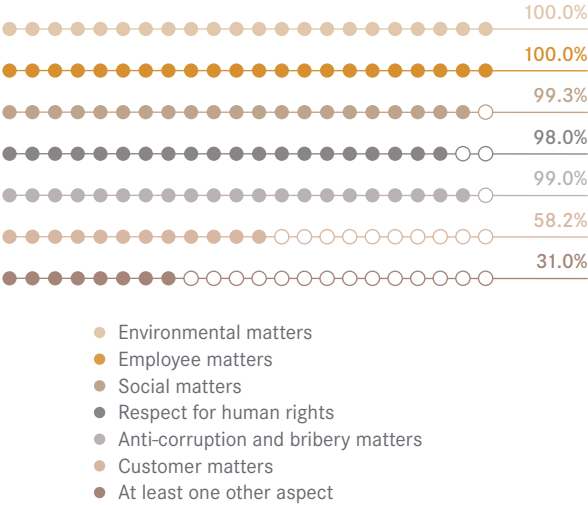 100.0%
100.0%
99.3%
98.0%
99.0%
58.2%
31.0%
Environmental matters
Employee matters
Social matters
Respect for human rights
Anti-corruption and bribery matters
Customer matters
At least one other aspect